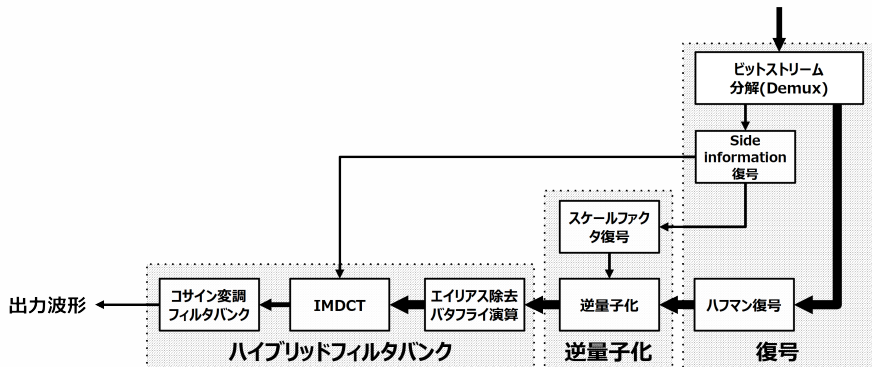 ビットストリーム
分解(Demux)
Side
information
復号
スケールファク
タ復号
出力波形
コサイン変調
フィルタバンク
IMDCT
エイリアス除去
バタフライ演算
逆量子化
ハフマン復号
ハイブリッドフィルタバンク
逆量子化
復号